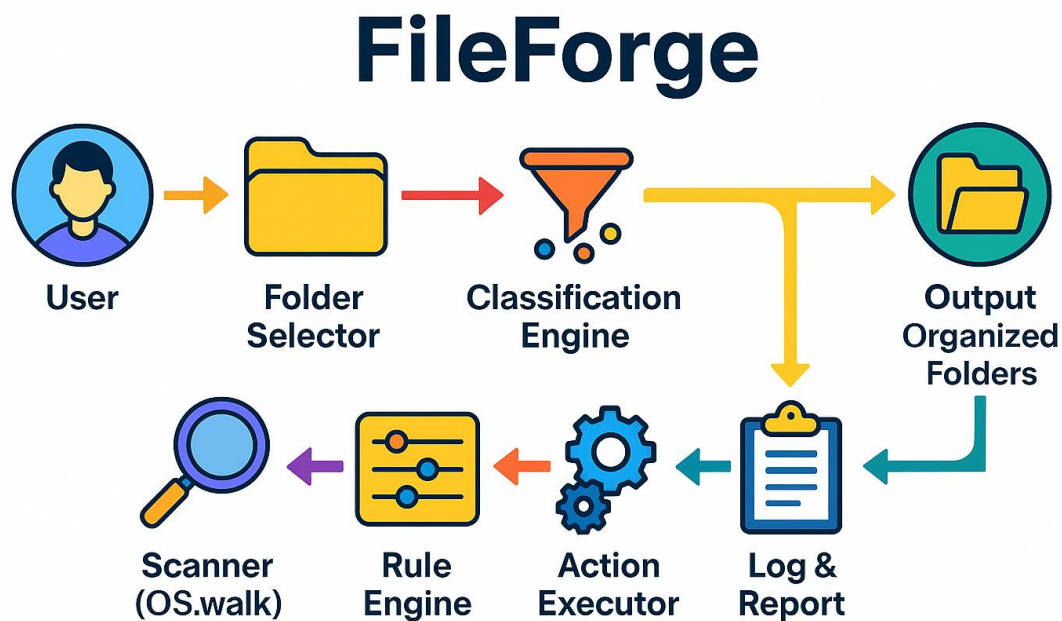 FileForge
User
Folder
Selector
Classification
Engine
Output
Organized
Folders
Scanner
(OS.walk)
Rule
Engine
Action
Executor
Log &
Report